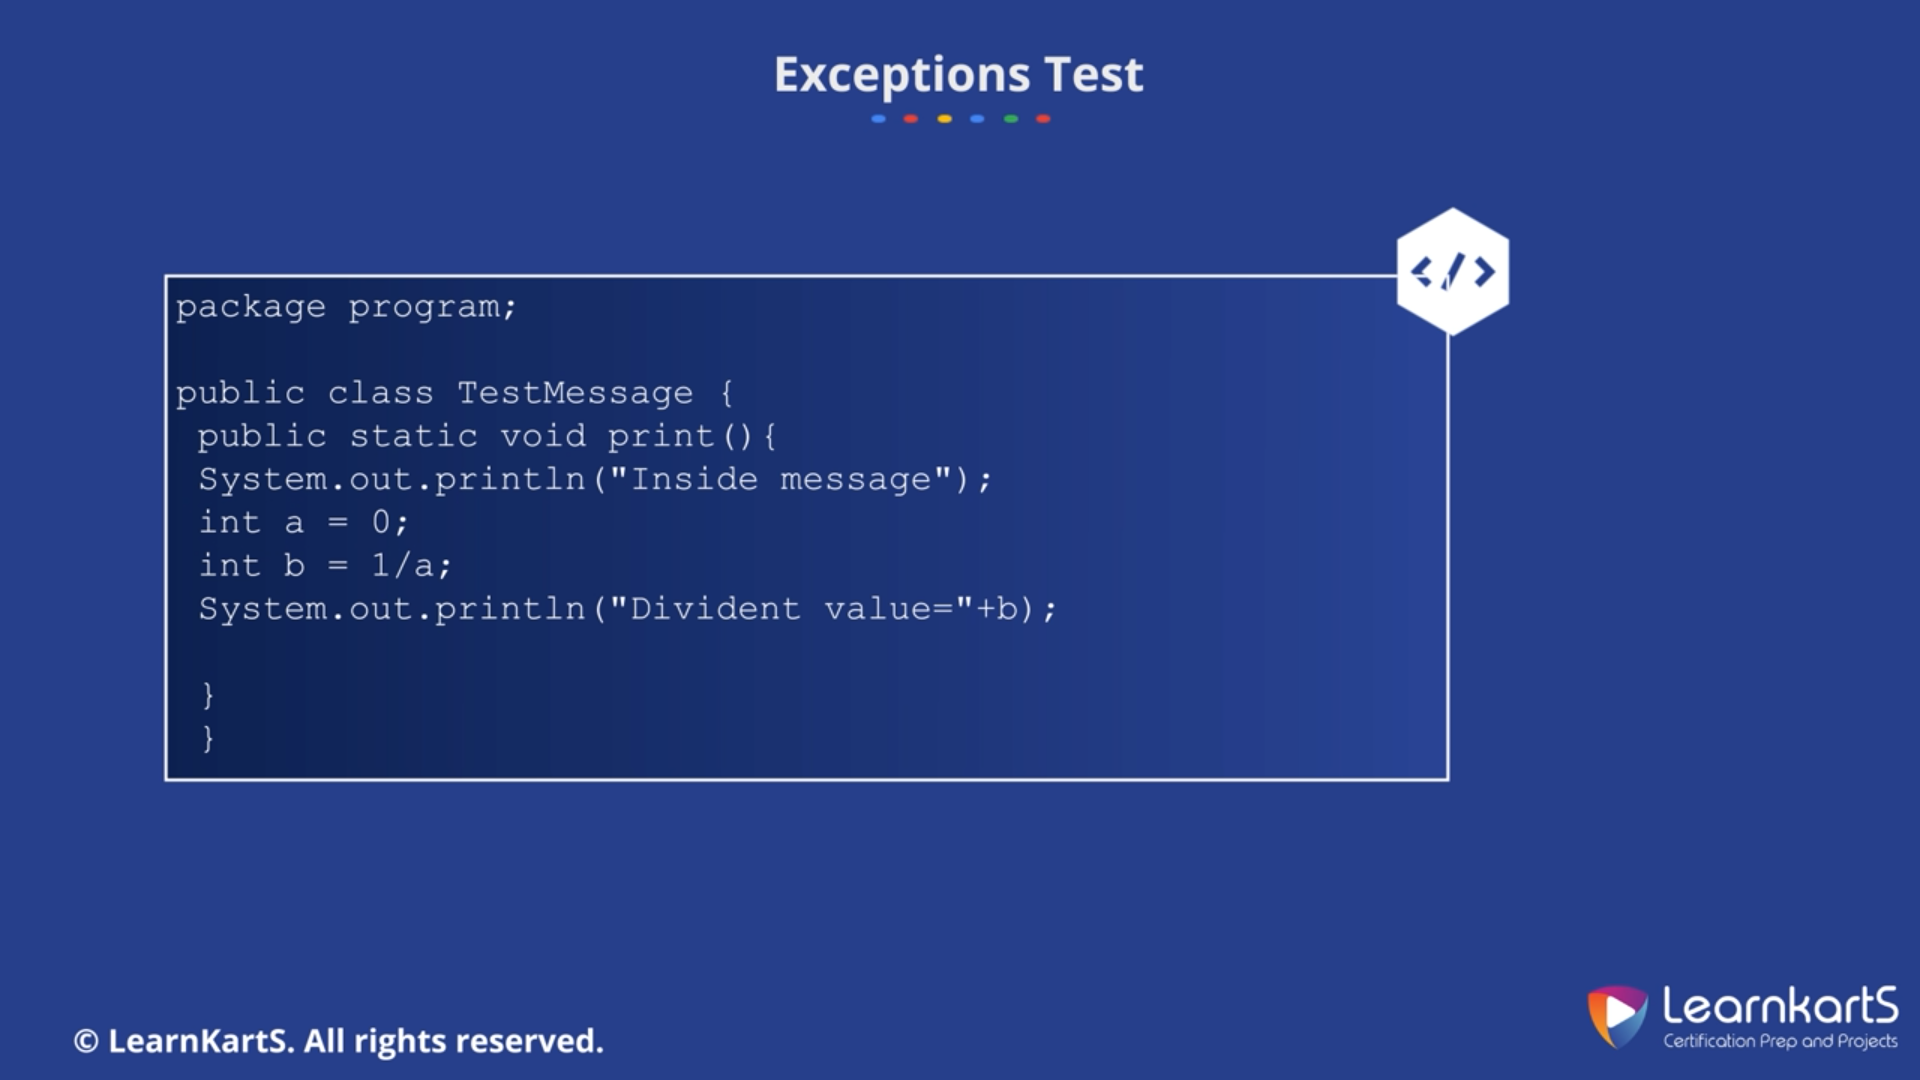 Exceptions Test
</>
package program;
public class TestMessage {
public static void print(){
System.out.println("Inside message");
int a = 0;
int b = 1/a;
System.out.println("Divident value="+b);
}
}
© LearnKartS. All rights reserved.
LearnkartS
Certification Prep and Projects